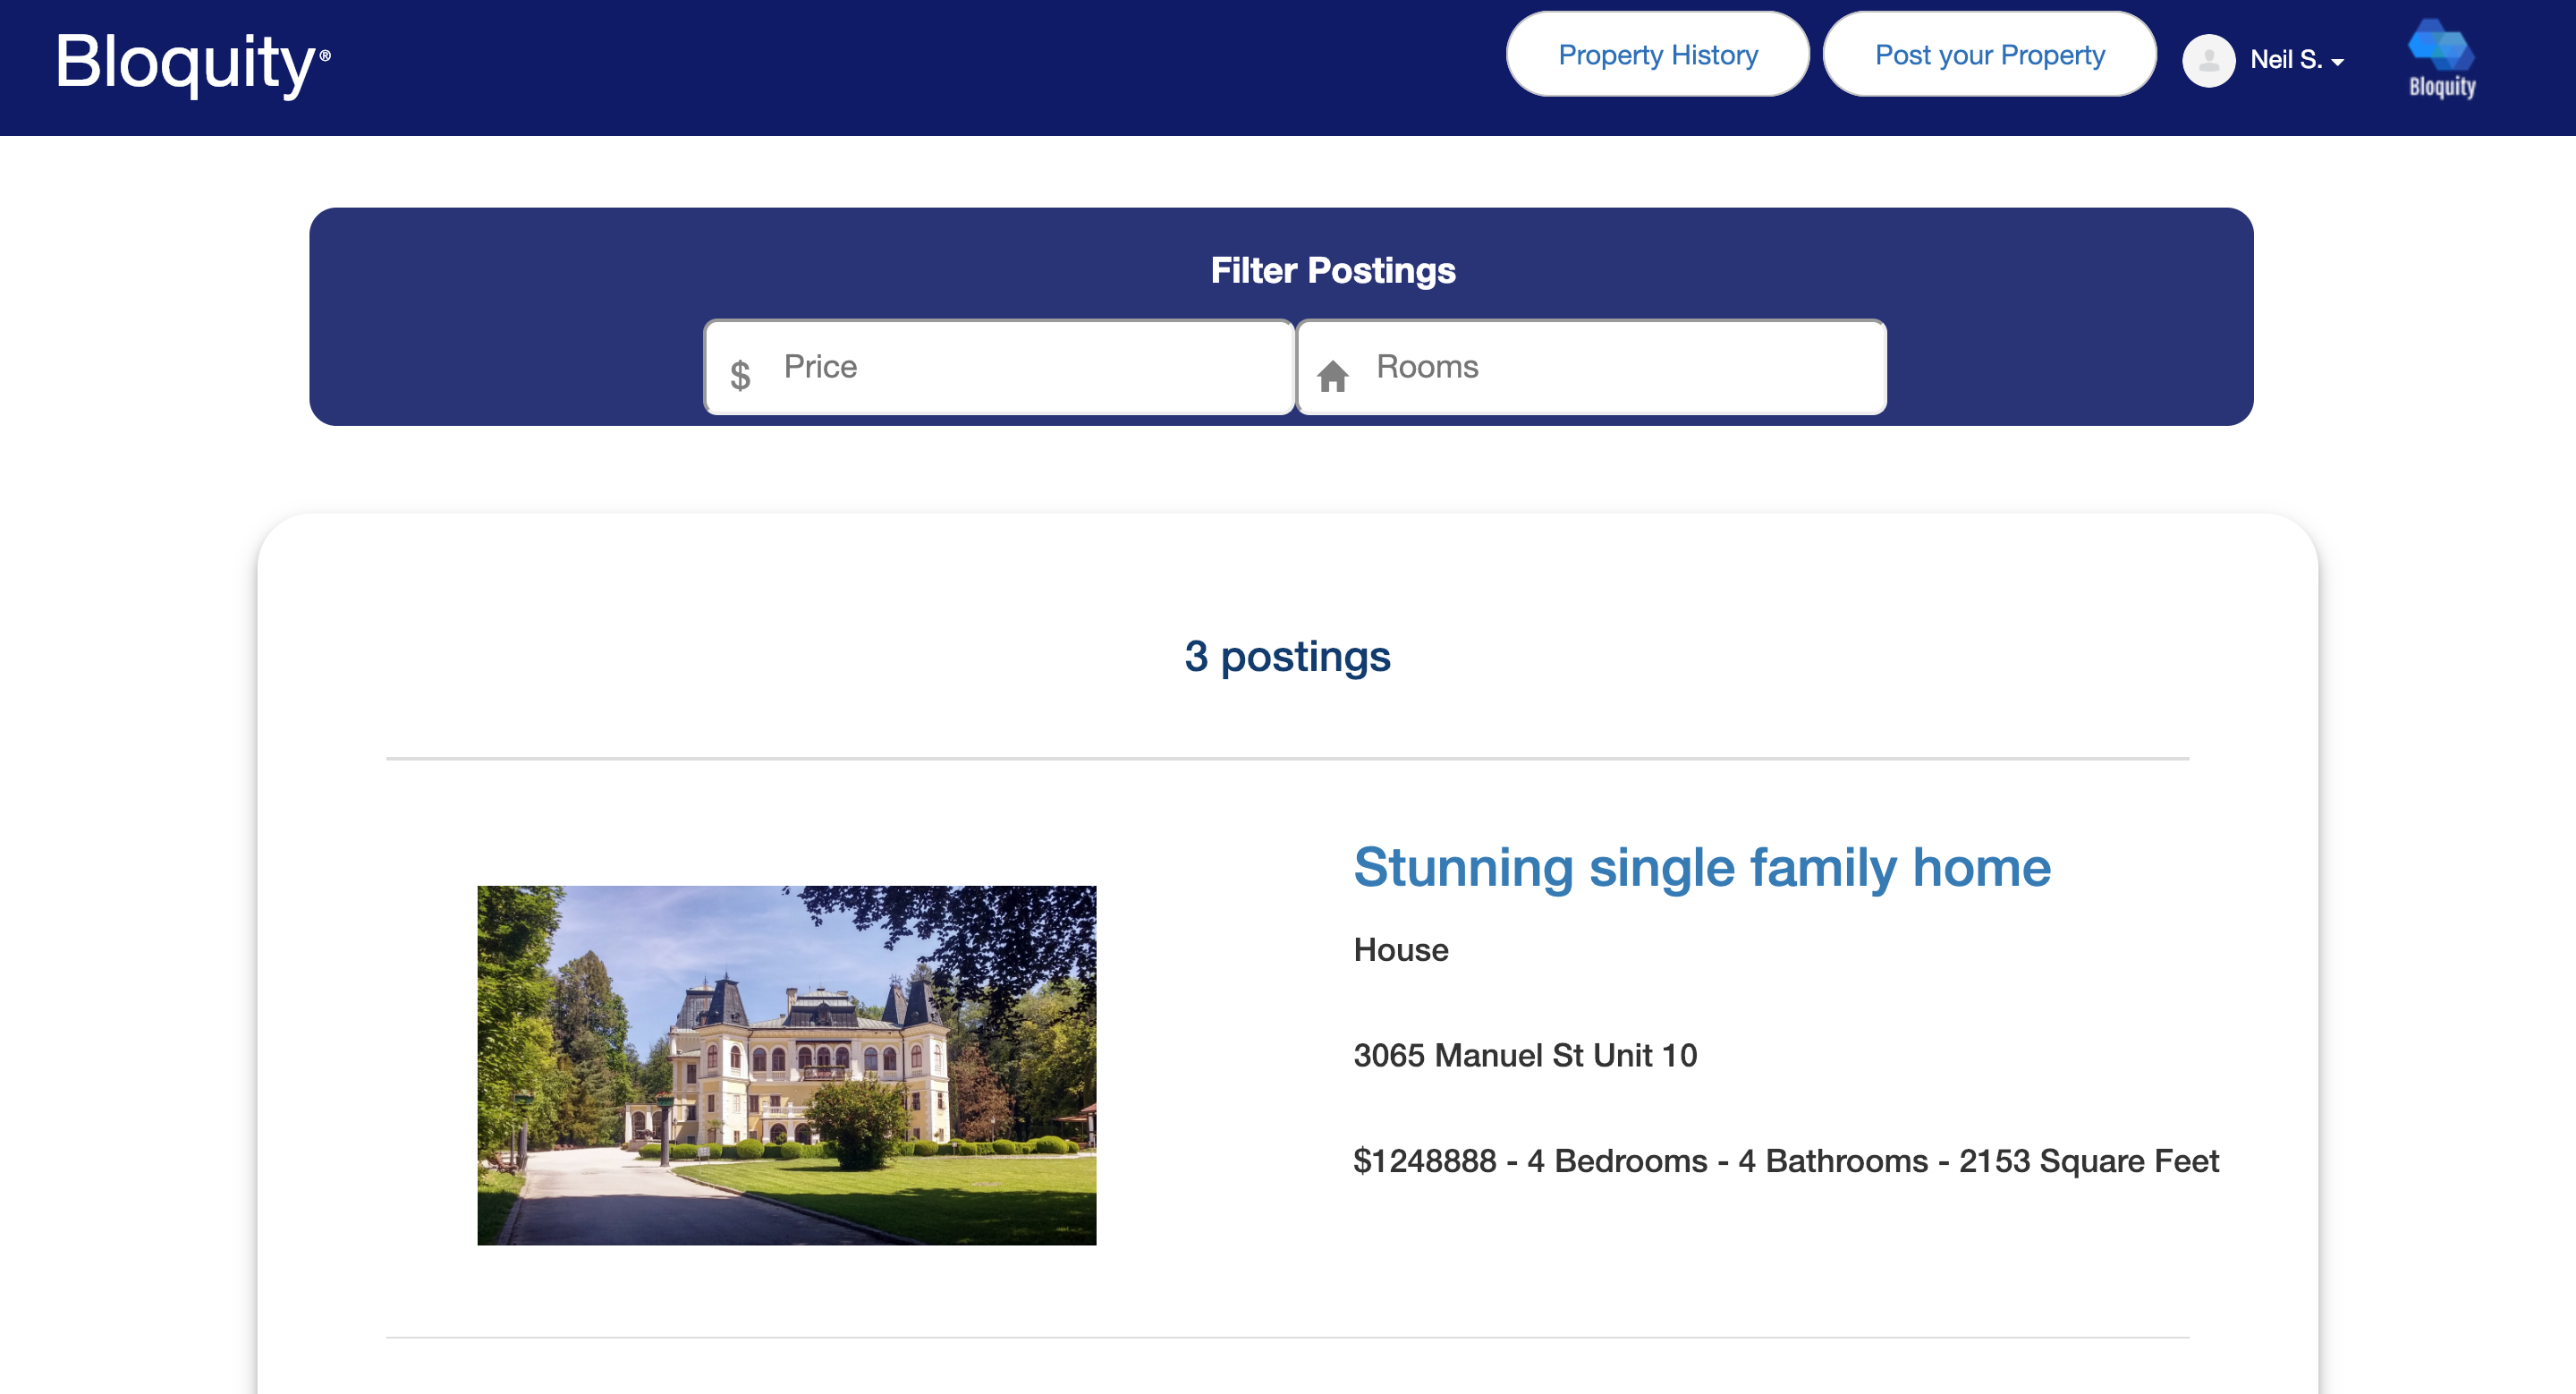 Bloquity®
Property History
Post your Property
Neil S.
Bloquity
Filter Postings
$ Price
Rooms
3 postings
Stunning single family home
House
3065 Manuel St Unit 10
$1248888 - 4 Bedrooms - 4 Bathrooms - 2153 Square Feet